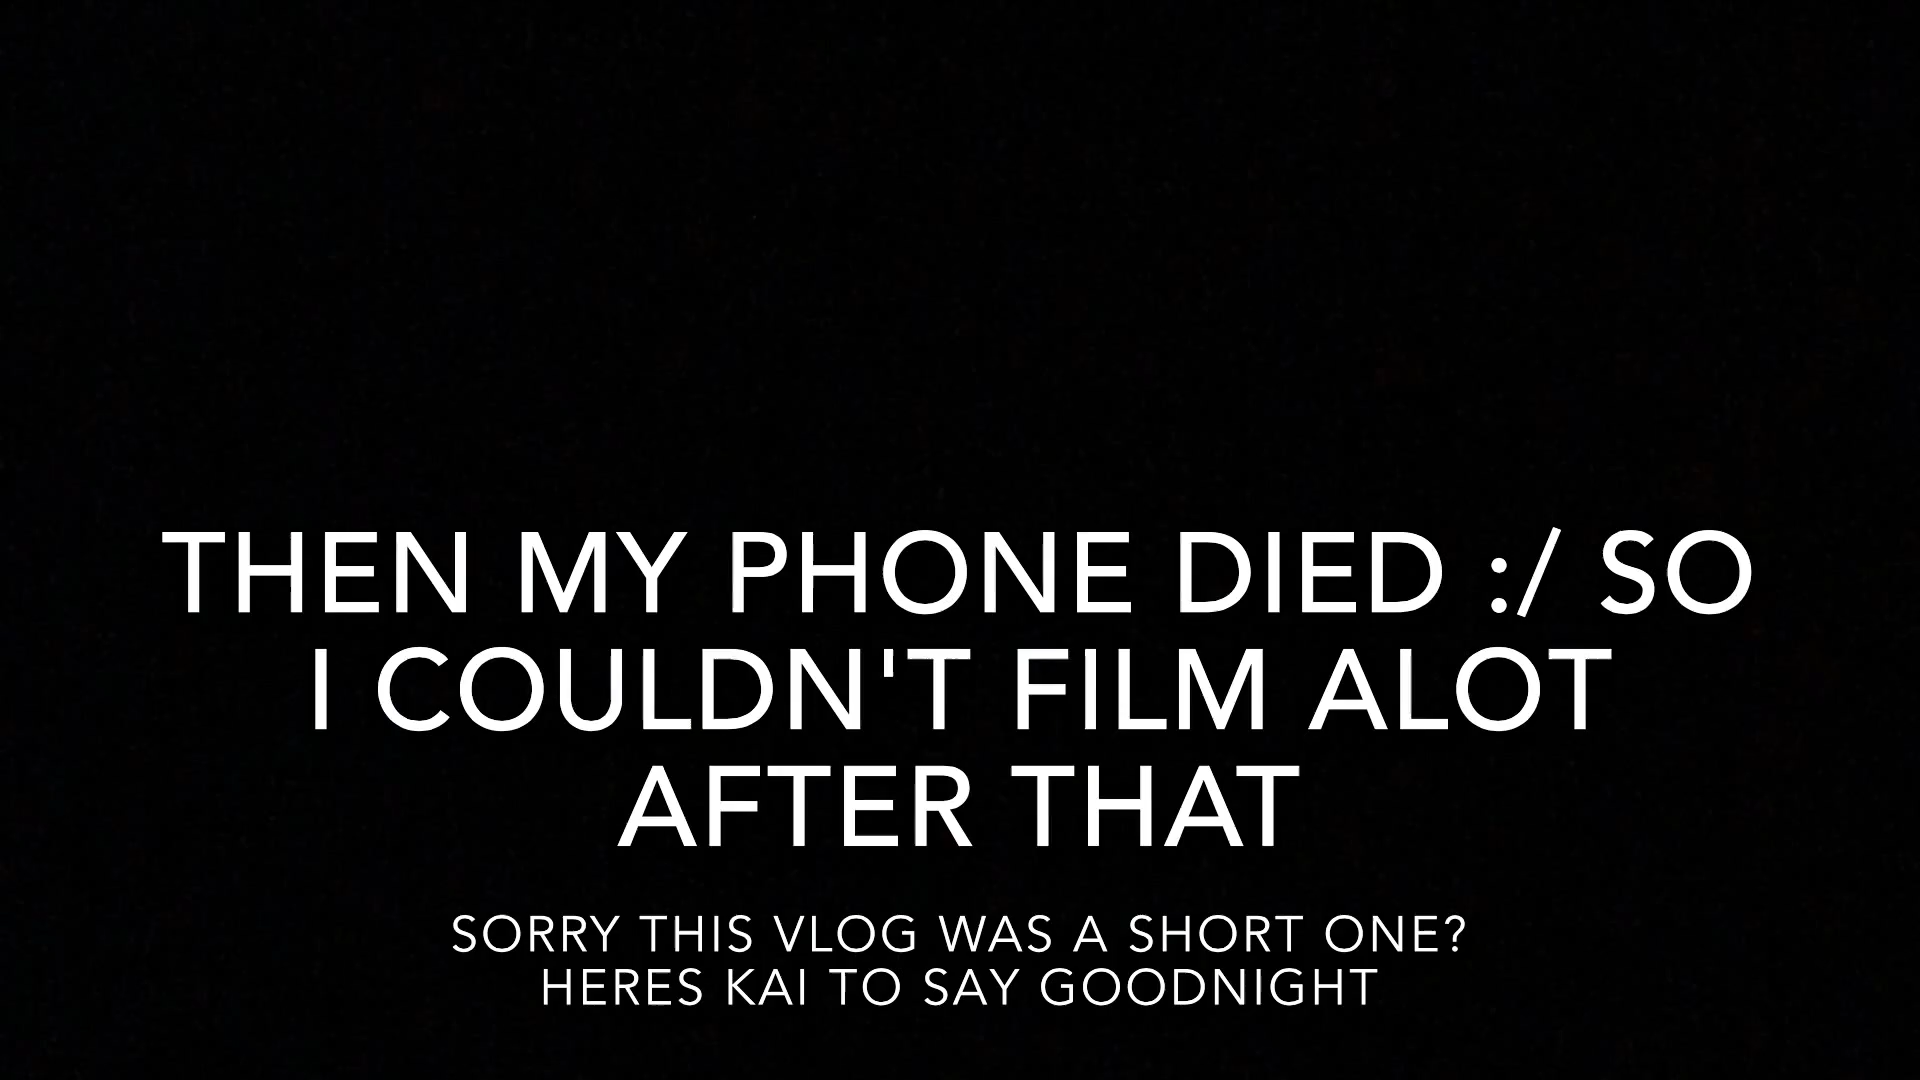 THEN MY PHONE DIED :/ SO
I COULDN'T FILM ALOT
AFTER THAT
SORRY THIS VLOG WAS A SHORT ONE?
HERES KAI TO SAY GOODNIGHT